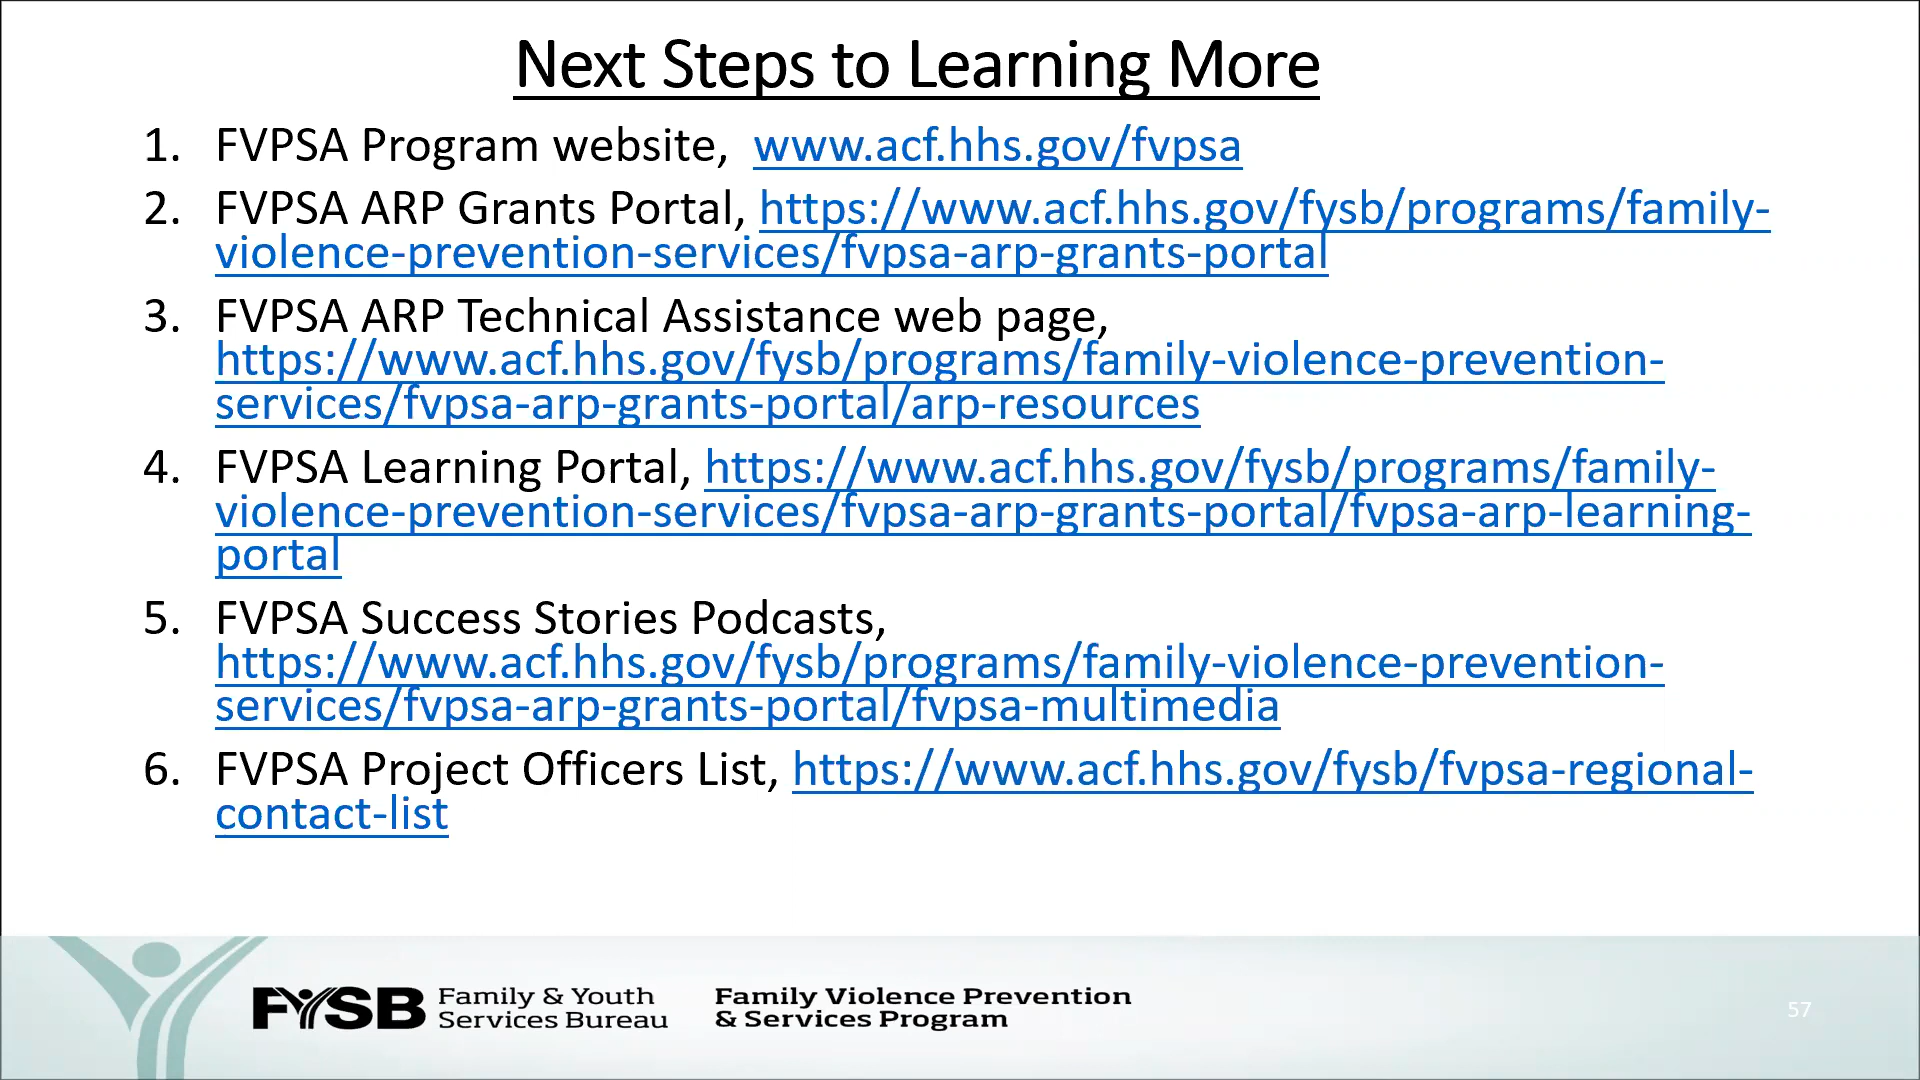 Next Steps to Learning More
1. FVPSA Program website, www.acf.hhs.gov/fvpsa
2. FVPSA ARP Grants Portal, https://www.acf.hhs.gov/fysb/programs/family-
violence-prevention-services/fvpsa-arp-grants-portal
3. FVPSA ARP Technical Assistance web page,
https://www.acf.hhs.gov/fysb/programs/family-violence-prevention-
services/fvpsa-arp-grants-portal/arp-resources
4. FVPSA Learning Portal, https://www.acf.hhs.gov/fysb/programs/family-
violence-prevention-services/fvpsa-arp-grants-portal/fvpsa-arp-learning-
portal
5. FVPSA Success Stories Podcasts,
https://www.acf.hhs.gov/fysb/programs/family-violence-prevention-
services/fvpsa-arp-grants-portal/fvpsa-multimedia
6. FVPSA Project Officers List, https://www.acf.hhs.gov/fysb/fvpsa-regional-
contact-list
FYSB
Family & Youth
Services Bureau
Family Violence Prevention
& Services Program
57